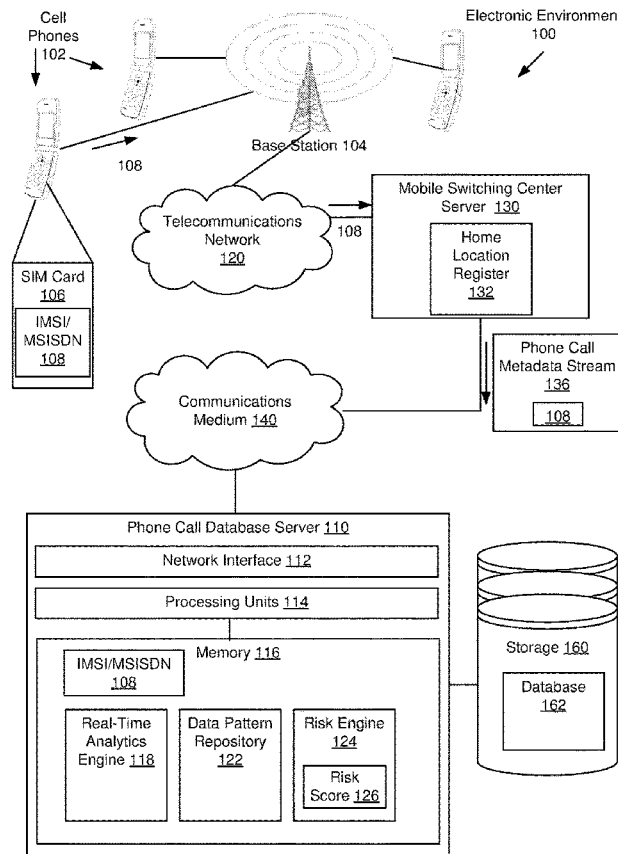 Cell
Phones
102
Electronic Environment
100
108
Base Station 104
Telecommunications
Network
120
108
Mobile Switching Center
Server 130
Home
Location
Register
132
SIM Card
106
IMSI/
MSISDN
108
Phone Call
Metadata Stream
136
108
Communications
Medium 140
Phone Call Database Server 110
Network Interface 112
Processing Units 114
Memory 116
IMSI/MSISDN
108
Real-Time
Analytics
Engine 118
Data Pattern
Repository
122
Risk Engine
124
Risk
Score 126
Storage 160
Database
162